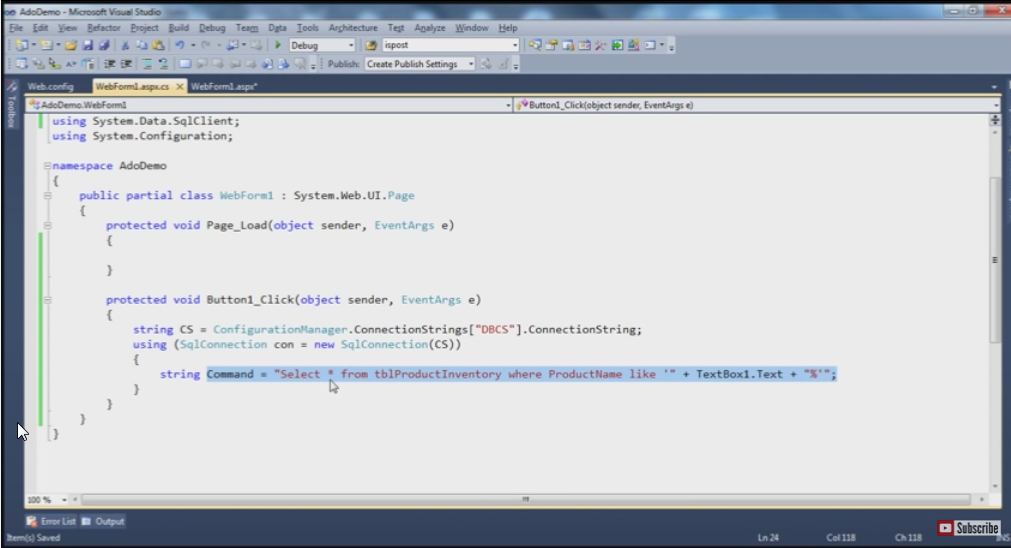 AdoDemo - Microsoft Visual Studio
File Edit View Refactor Project Build Debug Team Data Tools Architecture Test Analyze Window Help
Debug ispost
Publish: Create Publish Settings
Web.config WebForm1.aspx.cs WebForm1.aspx*
Toolbox
AdoDemo.WebForm1 Button1_Click(object sender, EventArgs e)
using System.Data.SqlClient;
using System.Configuration;
namespace AdoDemo
{
public partial class WebForm1 : System.Web.UI.Page
{
protected void Page_Load(object sender, EventArgs e)
{
}
protected void Button1_Click(object sender, EventArgs e)
{
string CS = ConfigurationManager.ConnectionStrings["DBCS"].ConnectionString;
using (SqlConnection con = new SqlConnection(CS))
{
string Command = "Select * from tblProductInventory where ProductName like '" + TextBox1.Text + "%'";
}
}
}
}
100 %
Error List Output
Subscribe
Item(s) Saved Ln 24 Col 118 Ch 118 INS